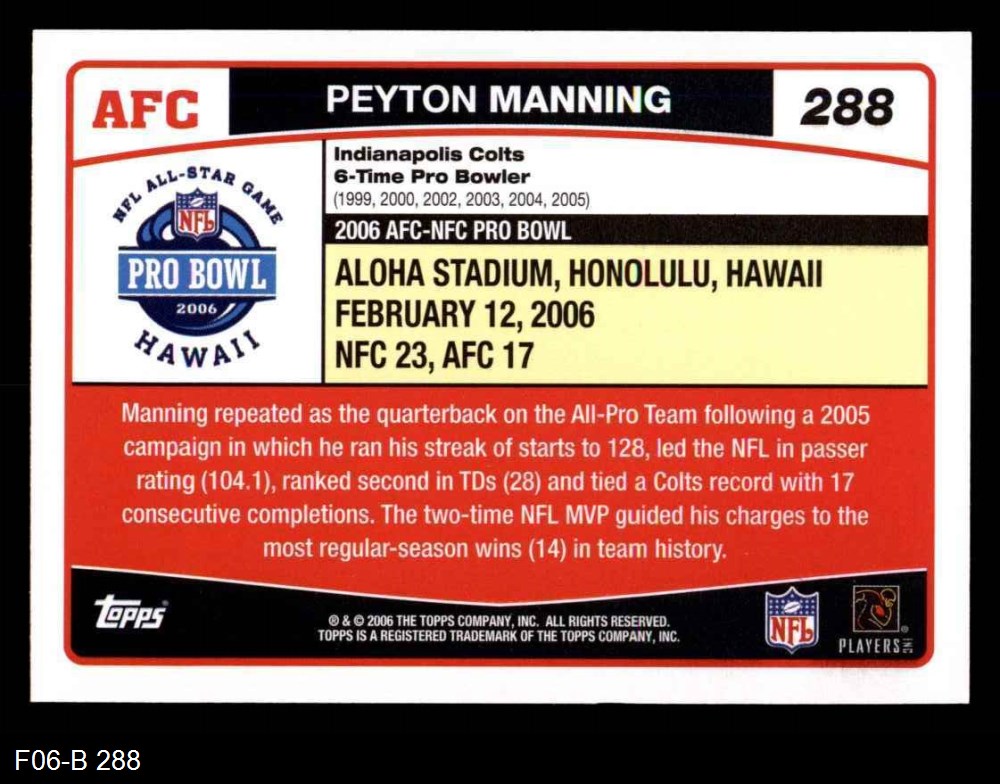 AFC
PEYTON MANNING
288
Indianapolis Colts
6-Time Pro Bowler
(1999, 2000, 2002, 2003, 2004, 2005)
NFL ALL-STAR GAME
NFL
PRO BOWL
2006
HAWAII
2006 AFC-NFC PRO BOWL
ALOHA STADIUM, HONOLULU, HAWAII
FEBRUARY 12, 2006
NFC 23, AFC 17
Manning repeated as the quarterback on the All-Pro Team following a 2005
campaign in which he ran his streak of starts to 128, led the NFL in passer
rating (104.1), ranked second in TDs (28) and tied a Colts record with 17
consecutive completions. The two-time NFL MVP guided his charges to the
most regular-season wins (14) in team history.
Topps®
® & © 2006 THE TOPPS COMPANY, INC. ALL RIGHTS RESERVED.
TOPPS IS A REGISTERED TRADEMARK OF THE TOPPS COMPANY, INC.
NFL
PLAYERS INC
F06-B 288